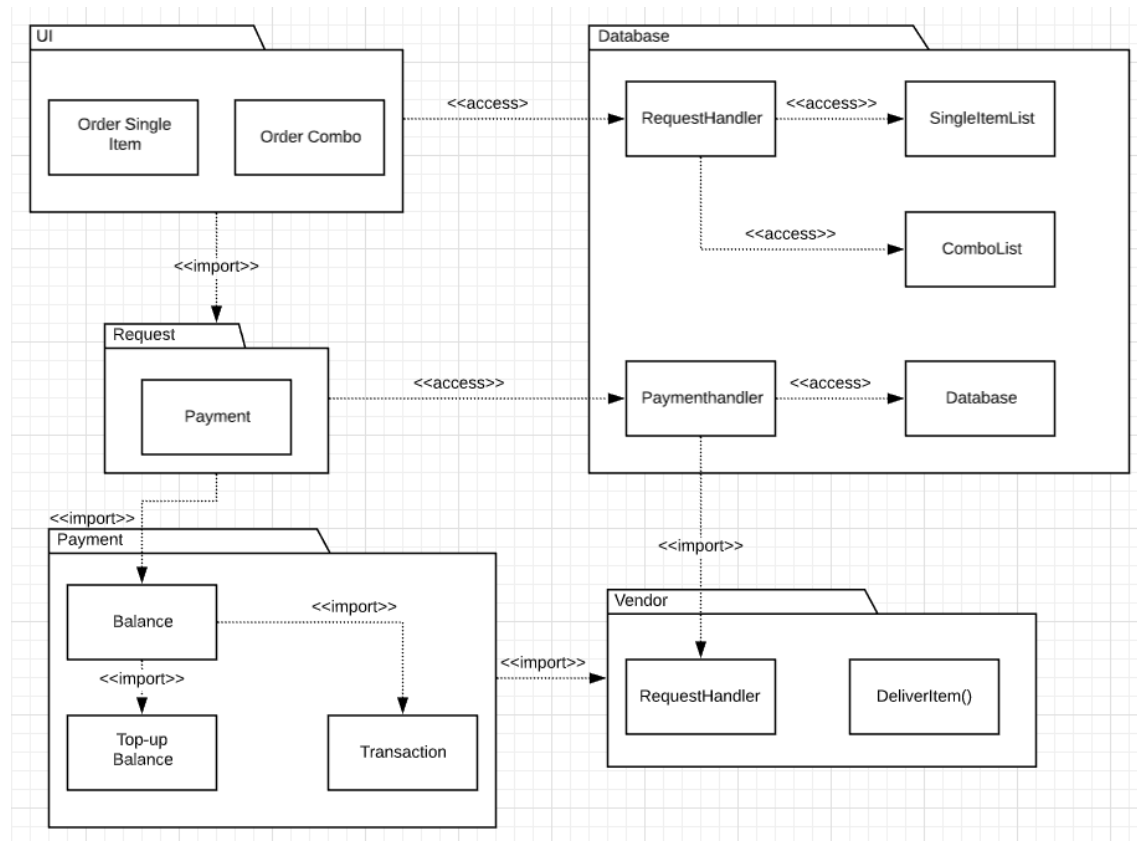 UI
Order Single
Item
Order Combo
<<access>
Database
RequestHandler
<<access>>
SingleItemList
<<access>>
ComboList
<<import>>
Request
Payment
<<access>>
Paymenthandler
<<access>
Database
<<import>>
Payment
Balance
<<import>>
<<import>>
Top-up
Balance
Transaction
<<import>>
<<import>>
Vendor
RequestHandler
DeliverItem()